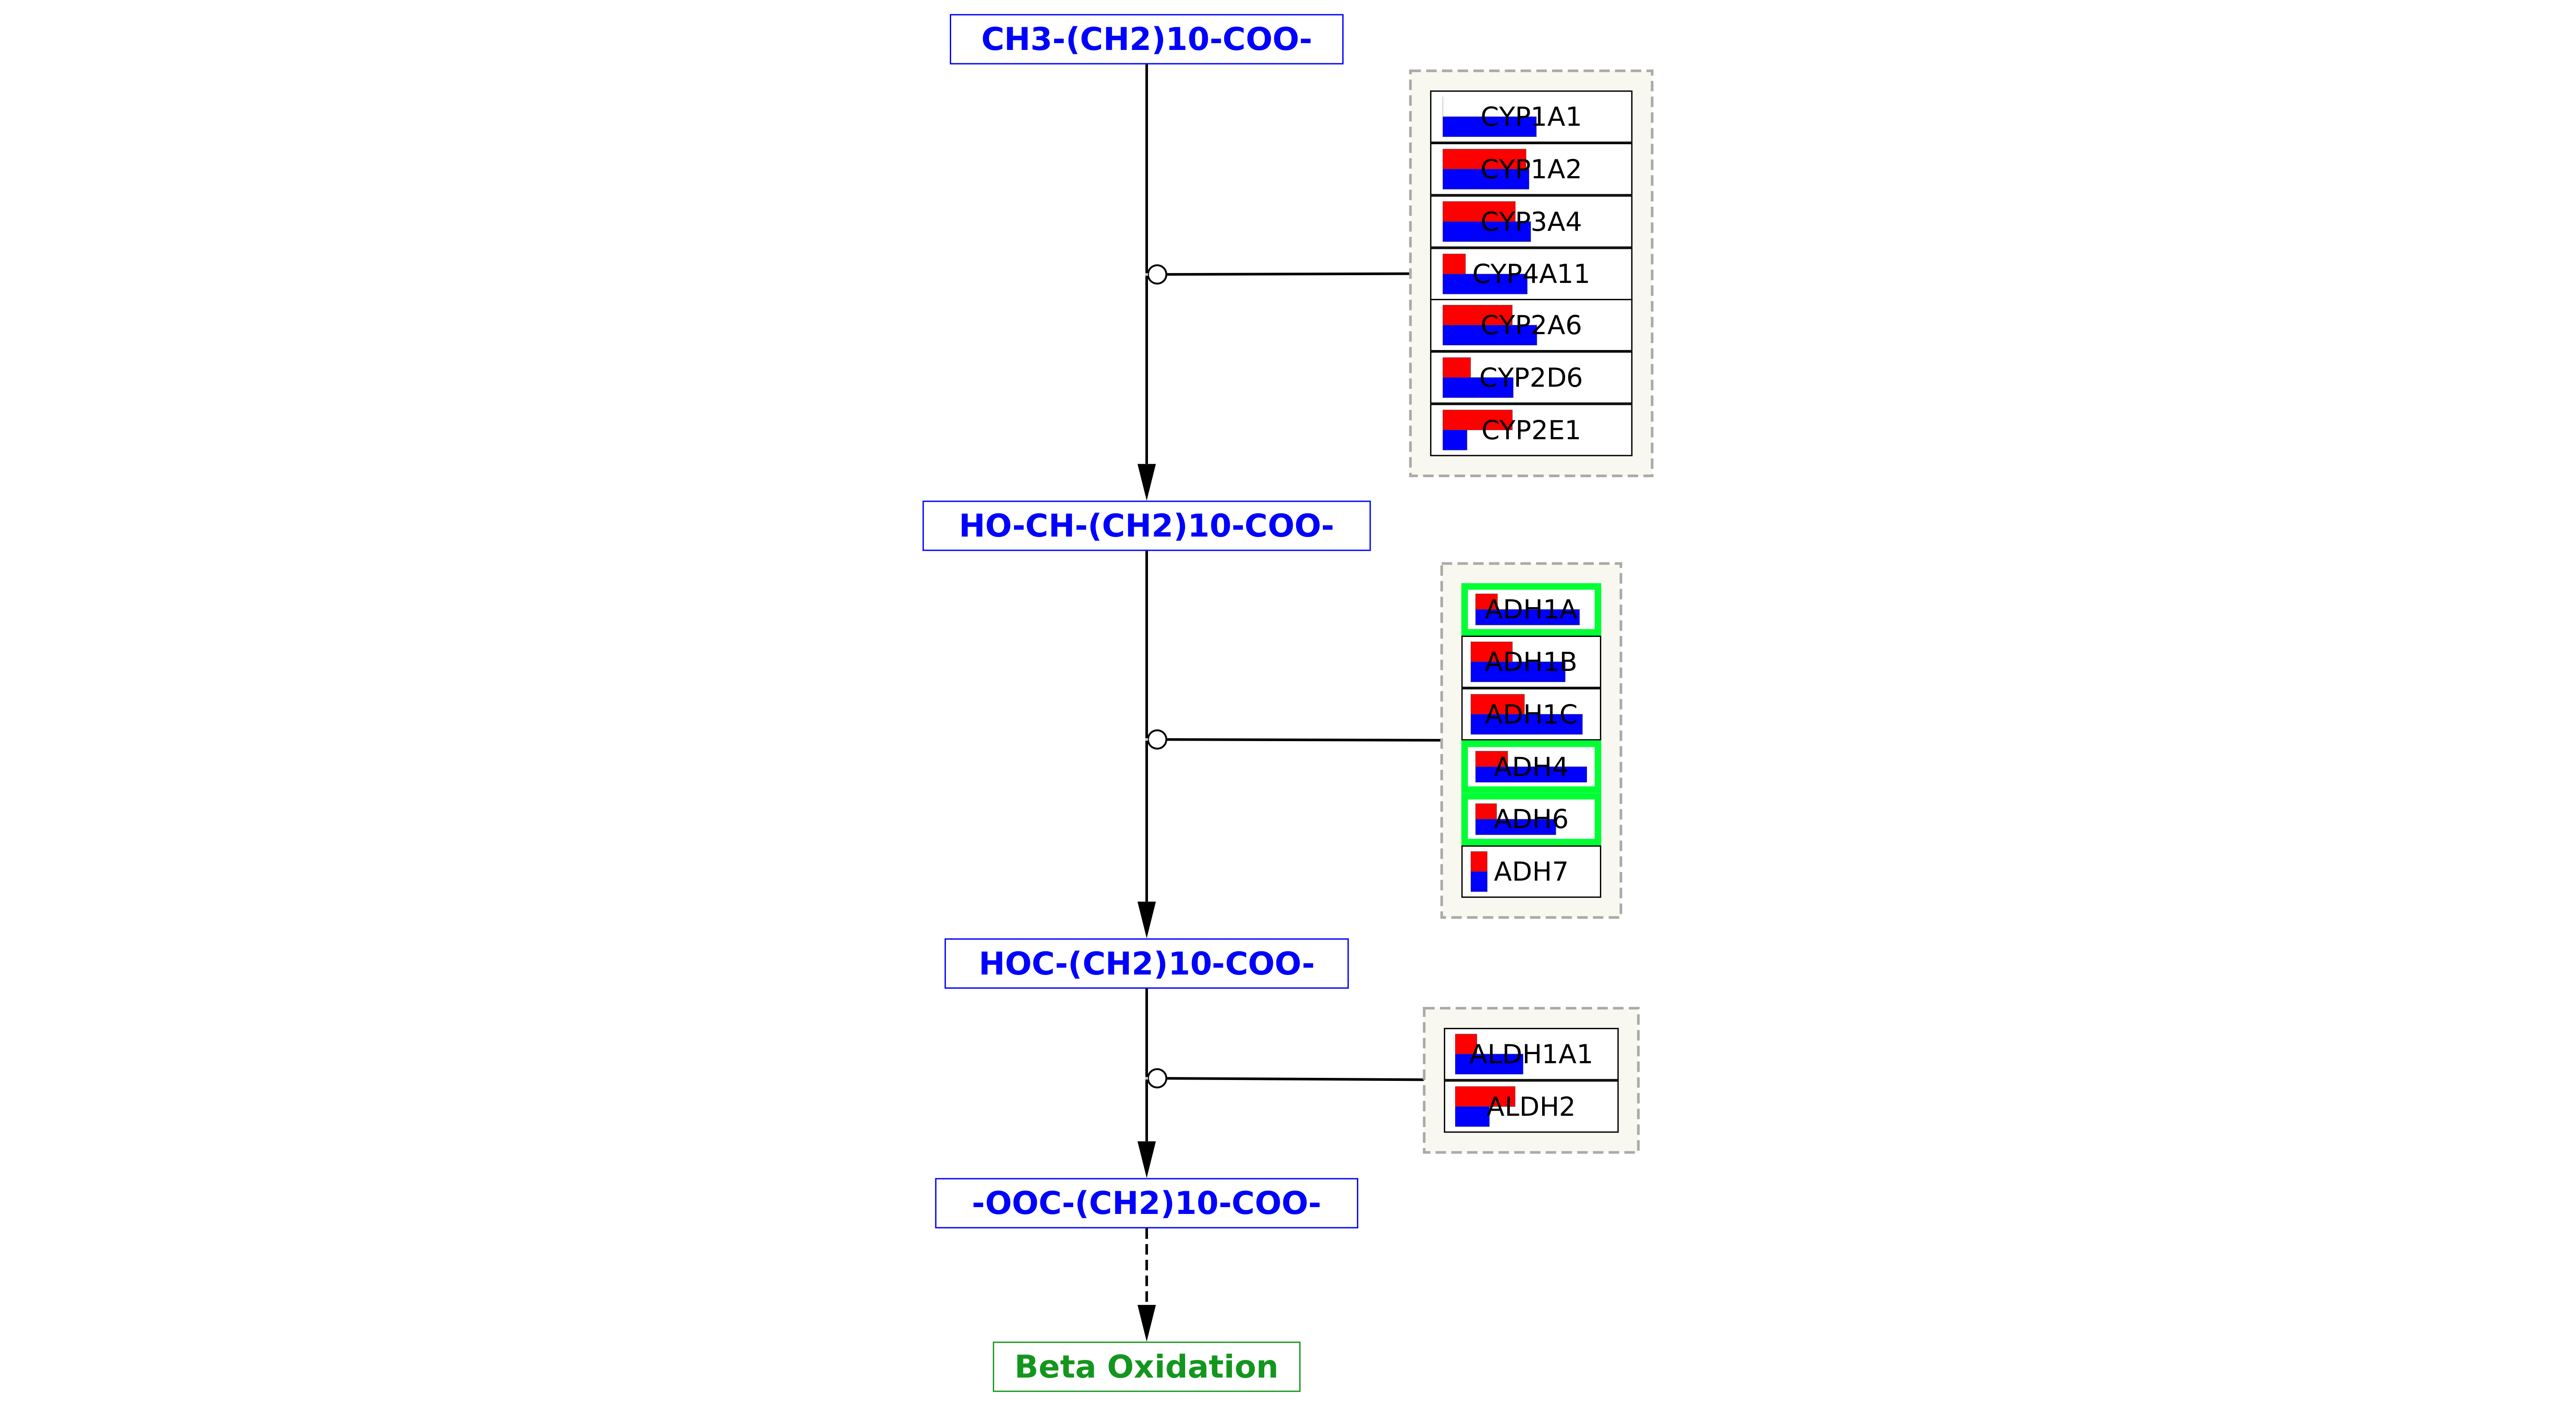 CH3-(CH2)10-COO-
CYP1A1
CYP1A2
CYP3A4
CYP4A11
CYP2A6
CYP2D6
CYP2E1
HO-CH-(CH2)10-COO-
ADH1A
ADH1B
ADH1C
ADH4
ADH6
ADH7
HOC-(CH2)10-COO-
ALDH1A1
ALDH2
-OOC-(CH2)10-COO-
Beta Oxidation